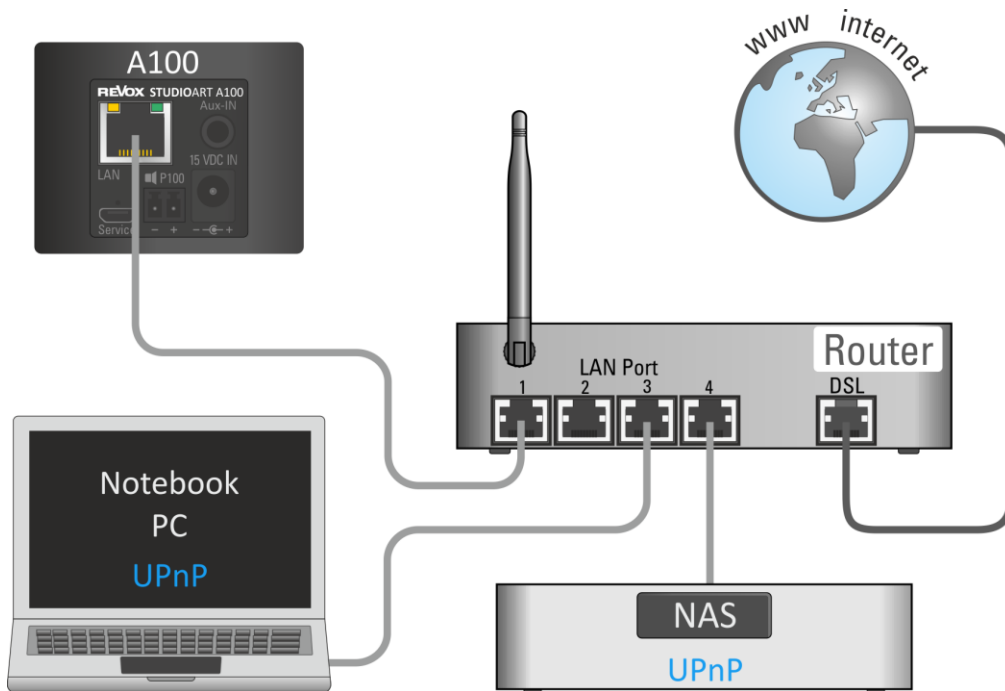 A100
REVOX STUDIOART A100
Aux-IN
15 VDC IN
LAN
P100
Service
- + - +
www internet
Router
LAN Port
1 2 3 4
DSL
Notebook
PC
UPnP
NAS
UPnP